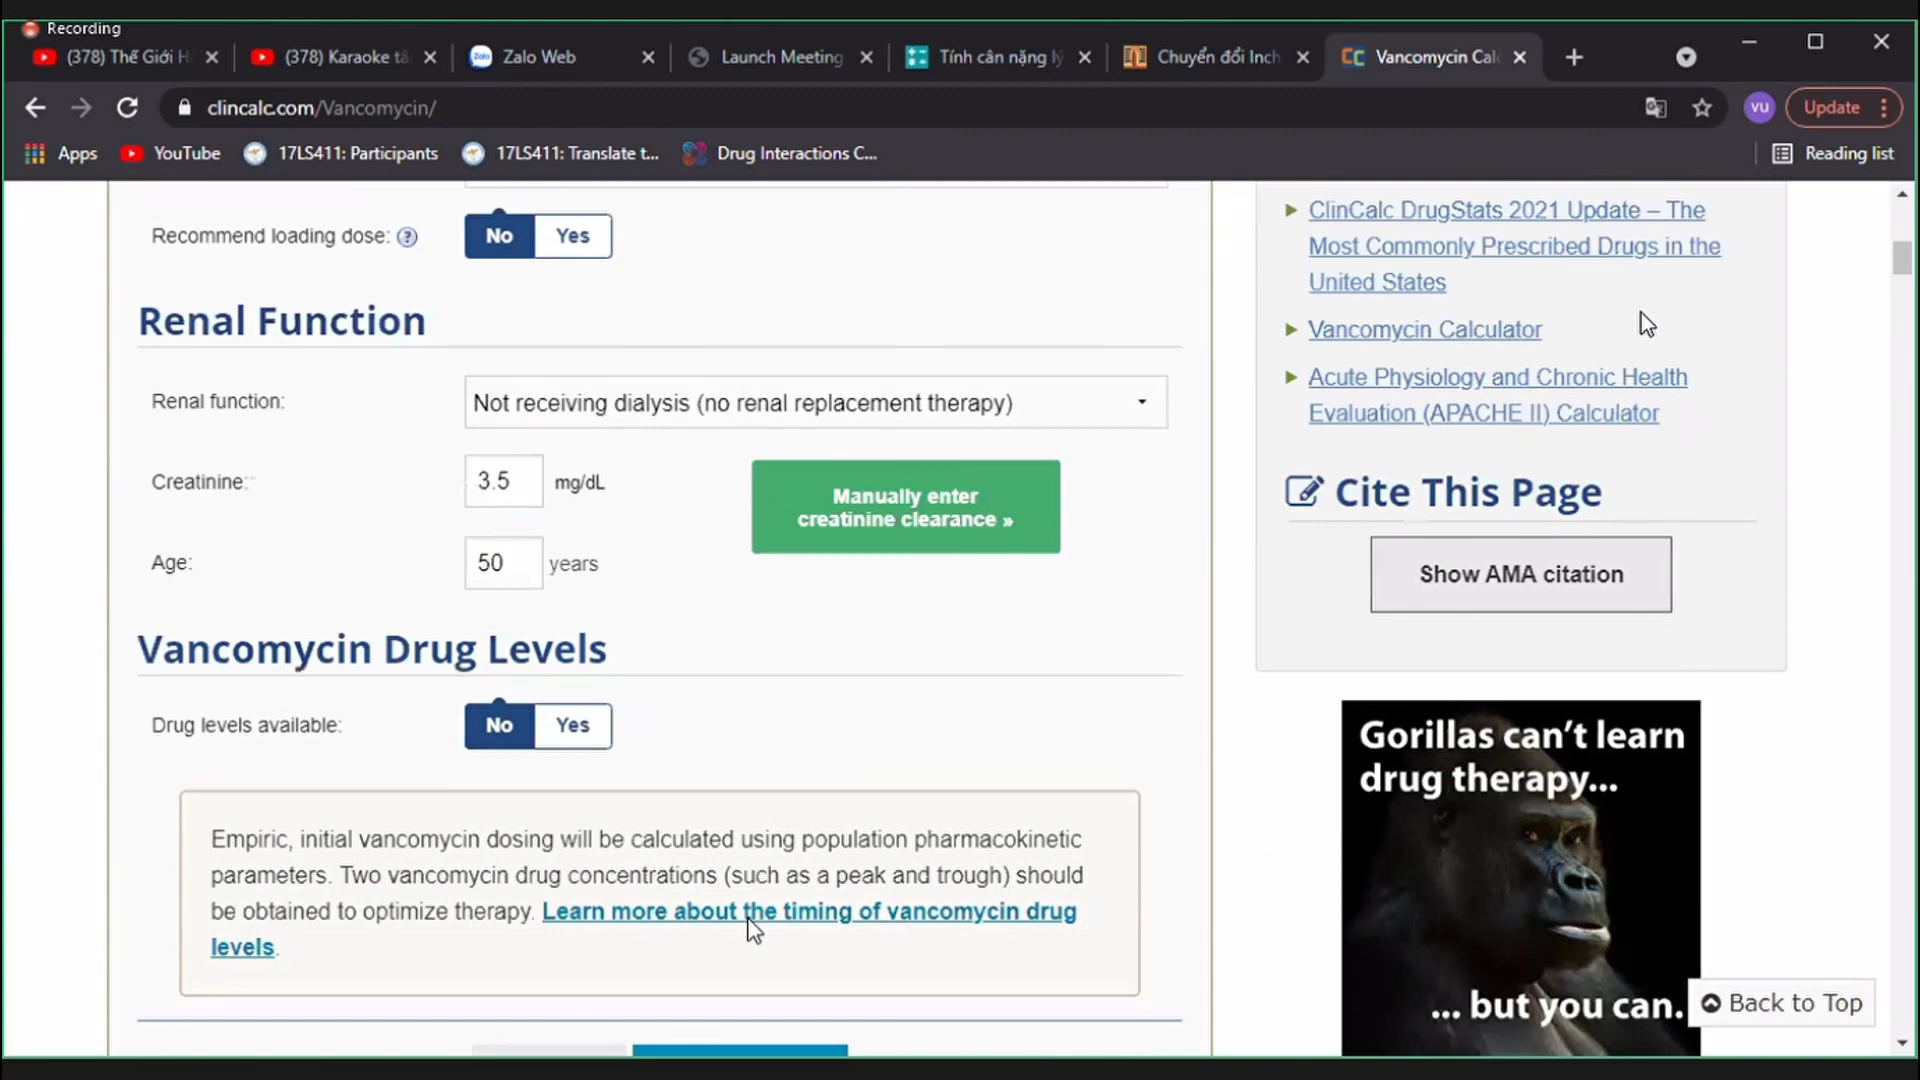 Recording
(378) Thế Giới H
(378) Karaoke tâ
Zalo Web
Launch Meeting
Tính cân nặng lý
Chuyển đổi Inch
Vancomycin Calc
clincalc.com/Vancomycin/
VU
Update
Apps
YouTube
17LS411: Participants
17LS411: Translate t...
Drug Interactions C...
Reading list
Recommend loading dose:
No
Yes
Renal Function
Renal function:
Not receiving dialysis (no renal replacement therapy)
Creatinine:
3.5
mg/dL
Manually enter
creatinine clearance »
Age:
50
years
Vancomycin Drug Levels
Drug levels available:
No
Yes
Empiric, initial vancomycin dosing will be calculated using population pharmacokinetic
parameters. Two vancomycin drug concentrations (such as a peak and trough) should
be obtained to optimize therapy. Learn more about the timing of vancomycin drug
levels.
ClinCalc DrugStats 2021 Update – The
Most Commonly Prescribed Drugs in the
United States
Vancomycin Calculator
Acute Physiology and Chronic Health
Evaluation (APACHE II) Calculator
Cite This Page
Show AMA citation
Gorillas can't learn
drug therapy...
... but you can.
Back to Top